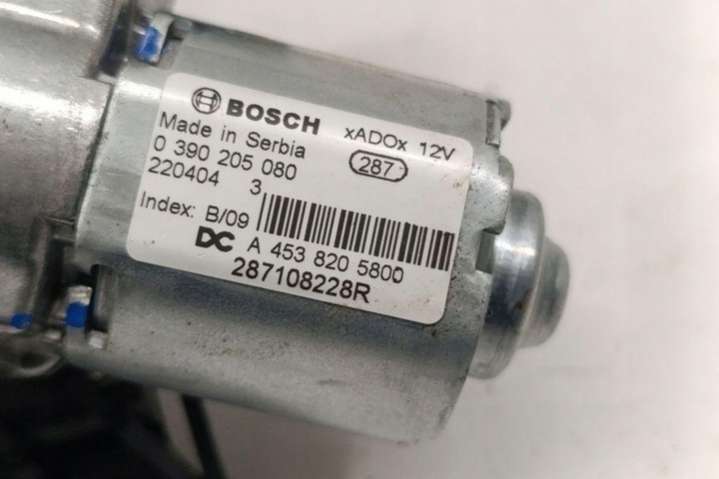 BOSCH xADOx 12V
Made in Serbia
0 390 205 080 287
220404 3
Index: B/09
DC A 453 820 5800
287108228R